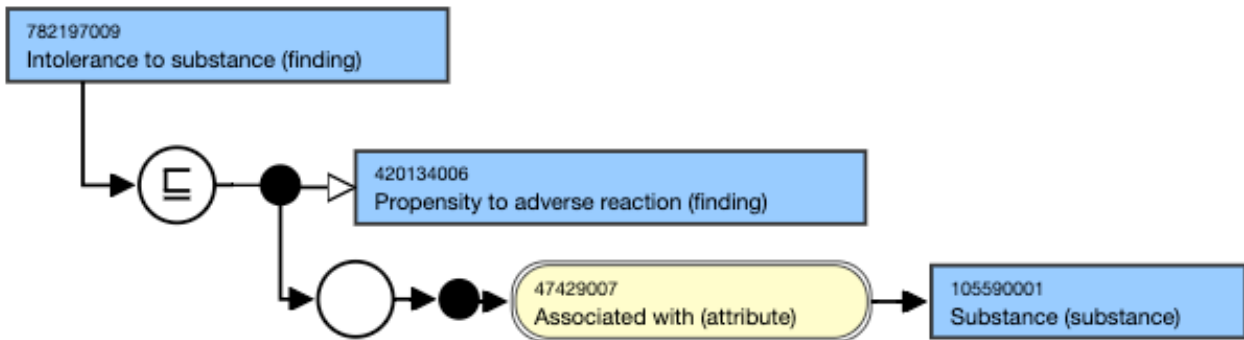 782197009
Intolerance to substance (finding)
⊑
420134006
Propensity to adverse reaction (finding)
47429007
Associated with (attribute)
105590001
Substance (substance)